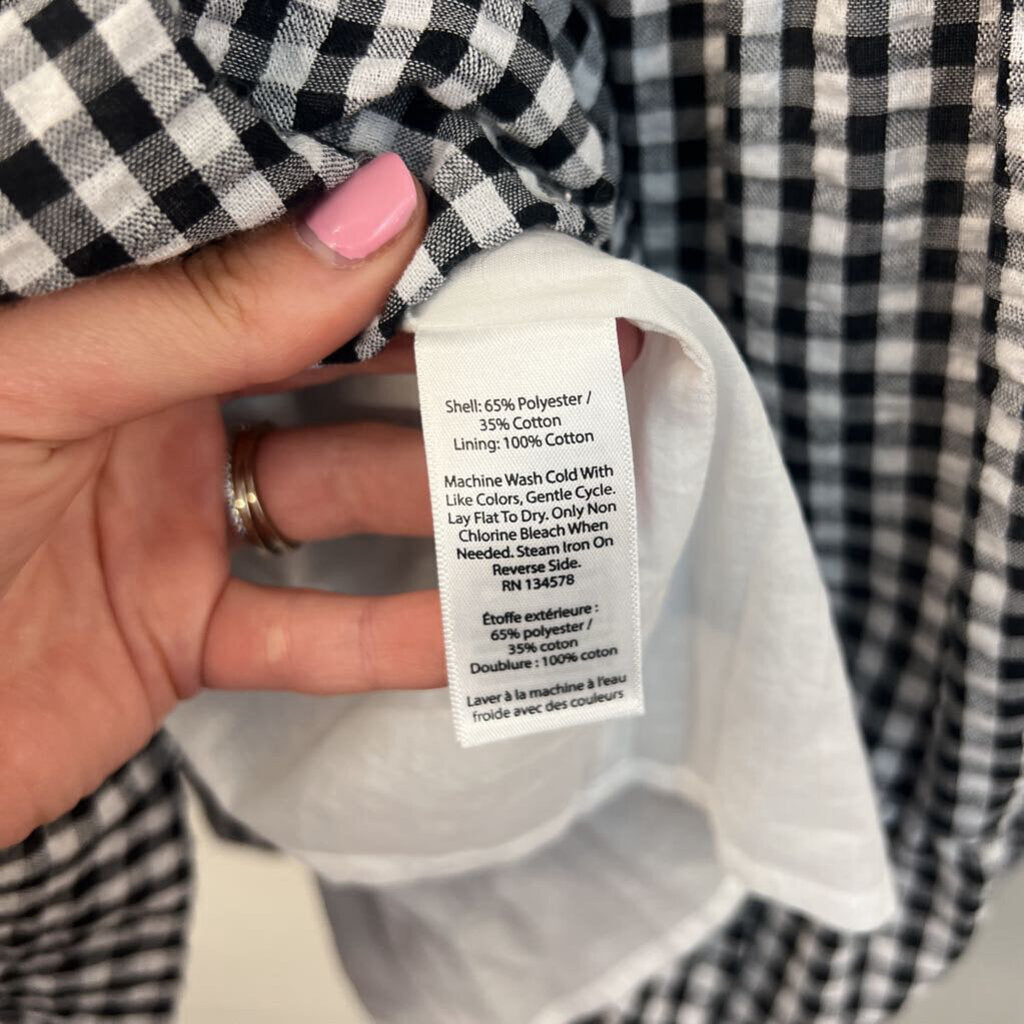 Shell: 65% Polyester /
35% Cotton
Lining: 100% Cotton
Machine Wash Cold With
Like Colors, Gentle Cycle.
Lay Flat To Dry. Only Non
Chlorine Bleach When
Needed. Steam Iron On
Reverse Side.
RN 134578
Étoffe extérieure :
65% polyester /
35% coton
Doublure : 100% coton
Laver à la machine à l'eau
froide avec des couleurs